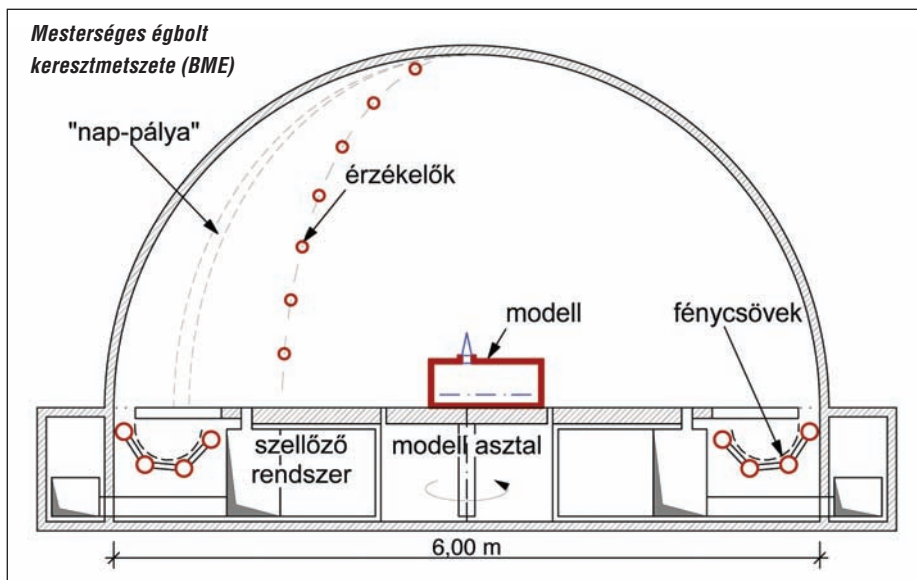 Mesterséges égbolt
keresztmetszete (BME)
"nap-pálya"
érzékelők
modell
fénycsövek
szellőző
rendszer
modell asztal
6,00 m